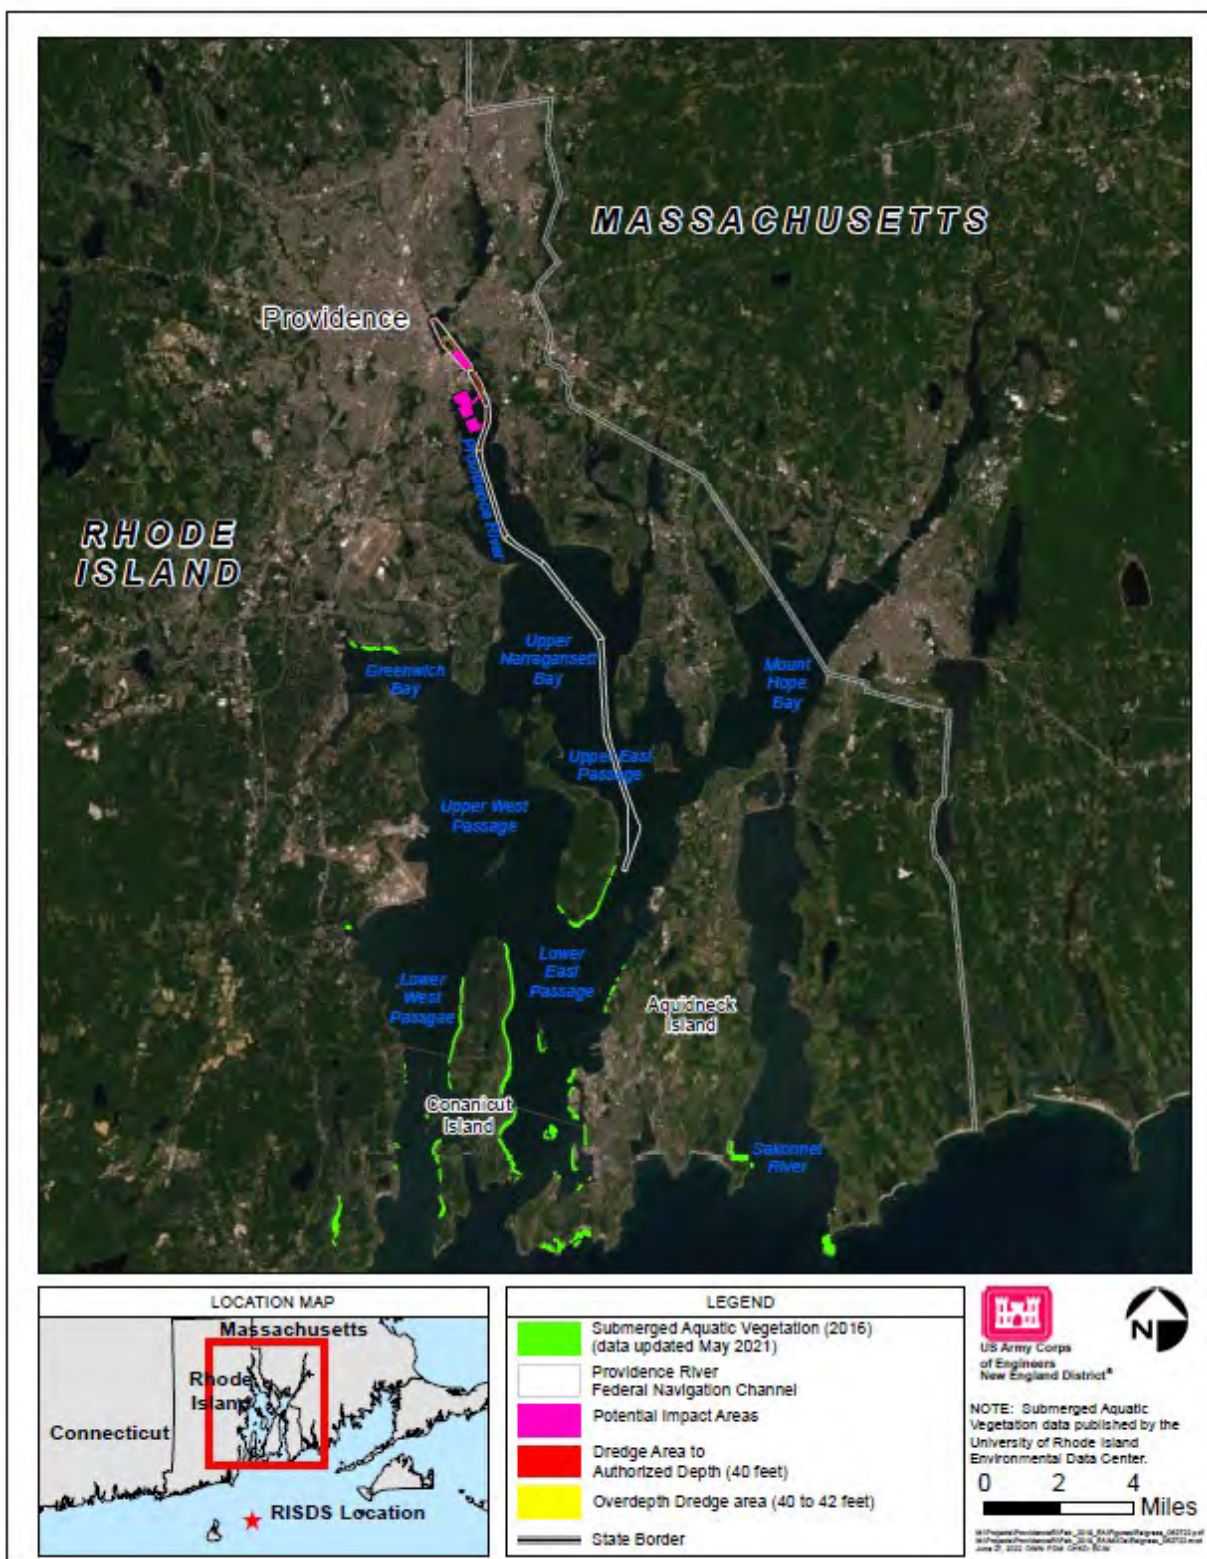 MASSACHUSETTS
Providence
Providence River
RHODE
ISLAND
Upper
Narragansett
Bay
Greenwich
Bay
Mount
Hope
Bay
Upper East
Passage
Upper West
Passage
Lower
East
Passage
Lower
West
Passgae
Aquidneck
Island
Conanicut
Island
Sakonnet
River
LOCATION MAP
Massachusetts
Rhode
Island
Connecticut
RISDS Location
LEGEND
Submerged Aquatic Vegetation (2016)
(data updated May 2021)
Providence River
Federal Navigation Channel
Potential Impact Areas
Dredge Area to
Authorized Depth (40 feet)
Overdepth Dredge area (40 to 42 feet)
State Border
US Army Corps
of Engineers
New England District®
N
NOTE: Submerged Aquatic
Vegetation data published by the
University of Rhode Island
Environmental Data Center.
0 2 4
Miles